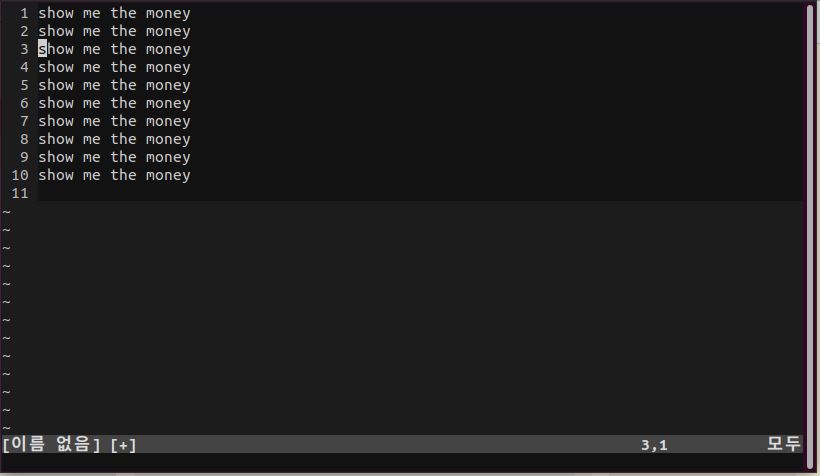 1 show me the money
2 show me the money
3 show me the money
4 show me the money
5 show me the money
6 show me the money
7 show me the money
8 show me the money
9 show me the money
10 show me the money
11
~
~
~
~
~
~
~
~
~
~
~
~
~
[이름 없음] [+] 3,1 모두